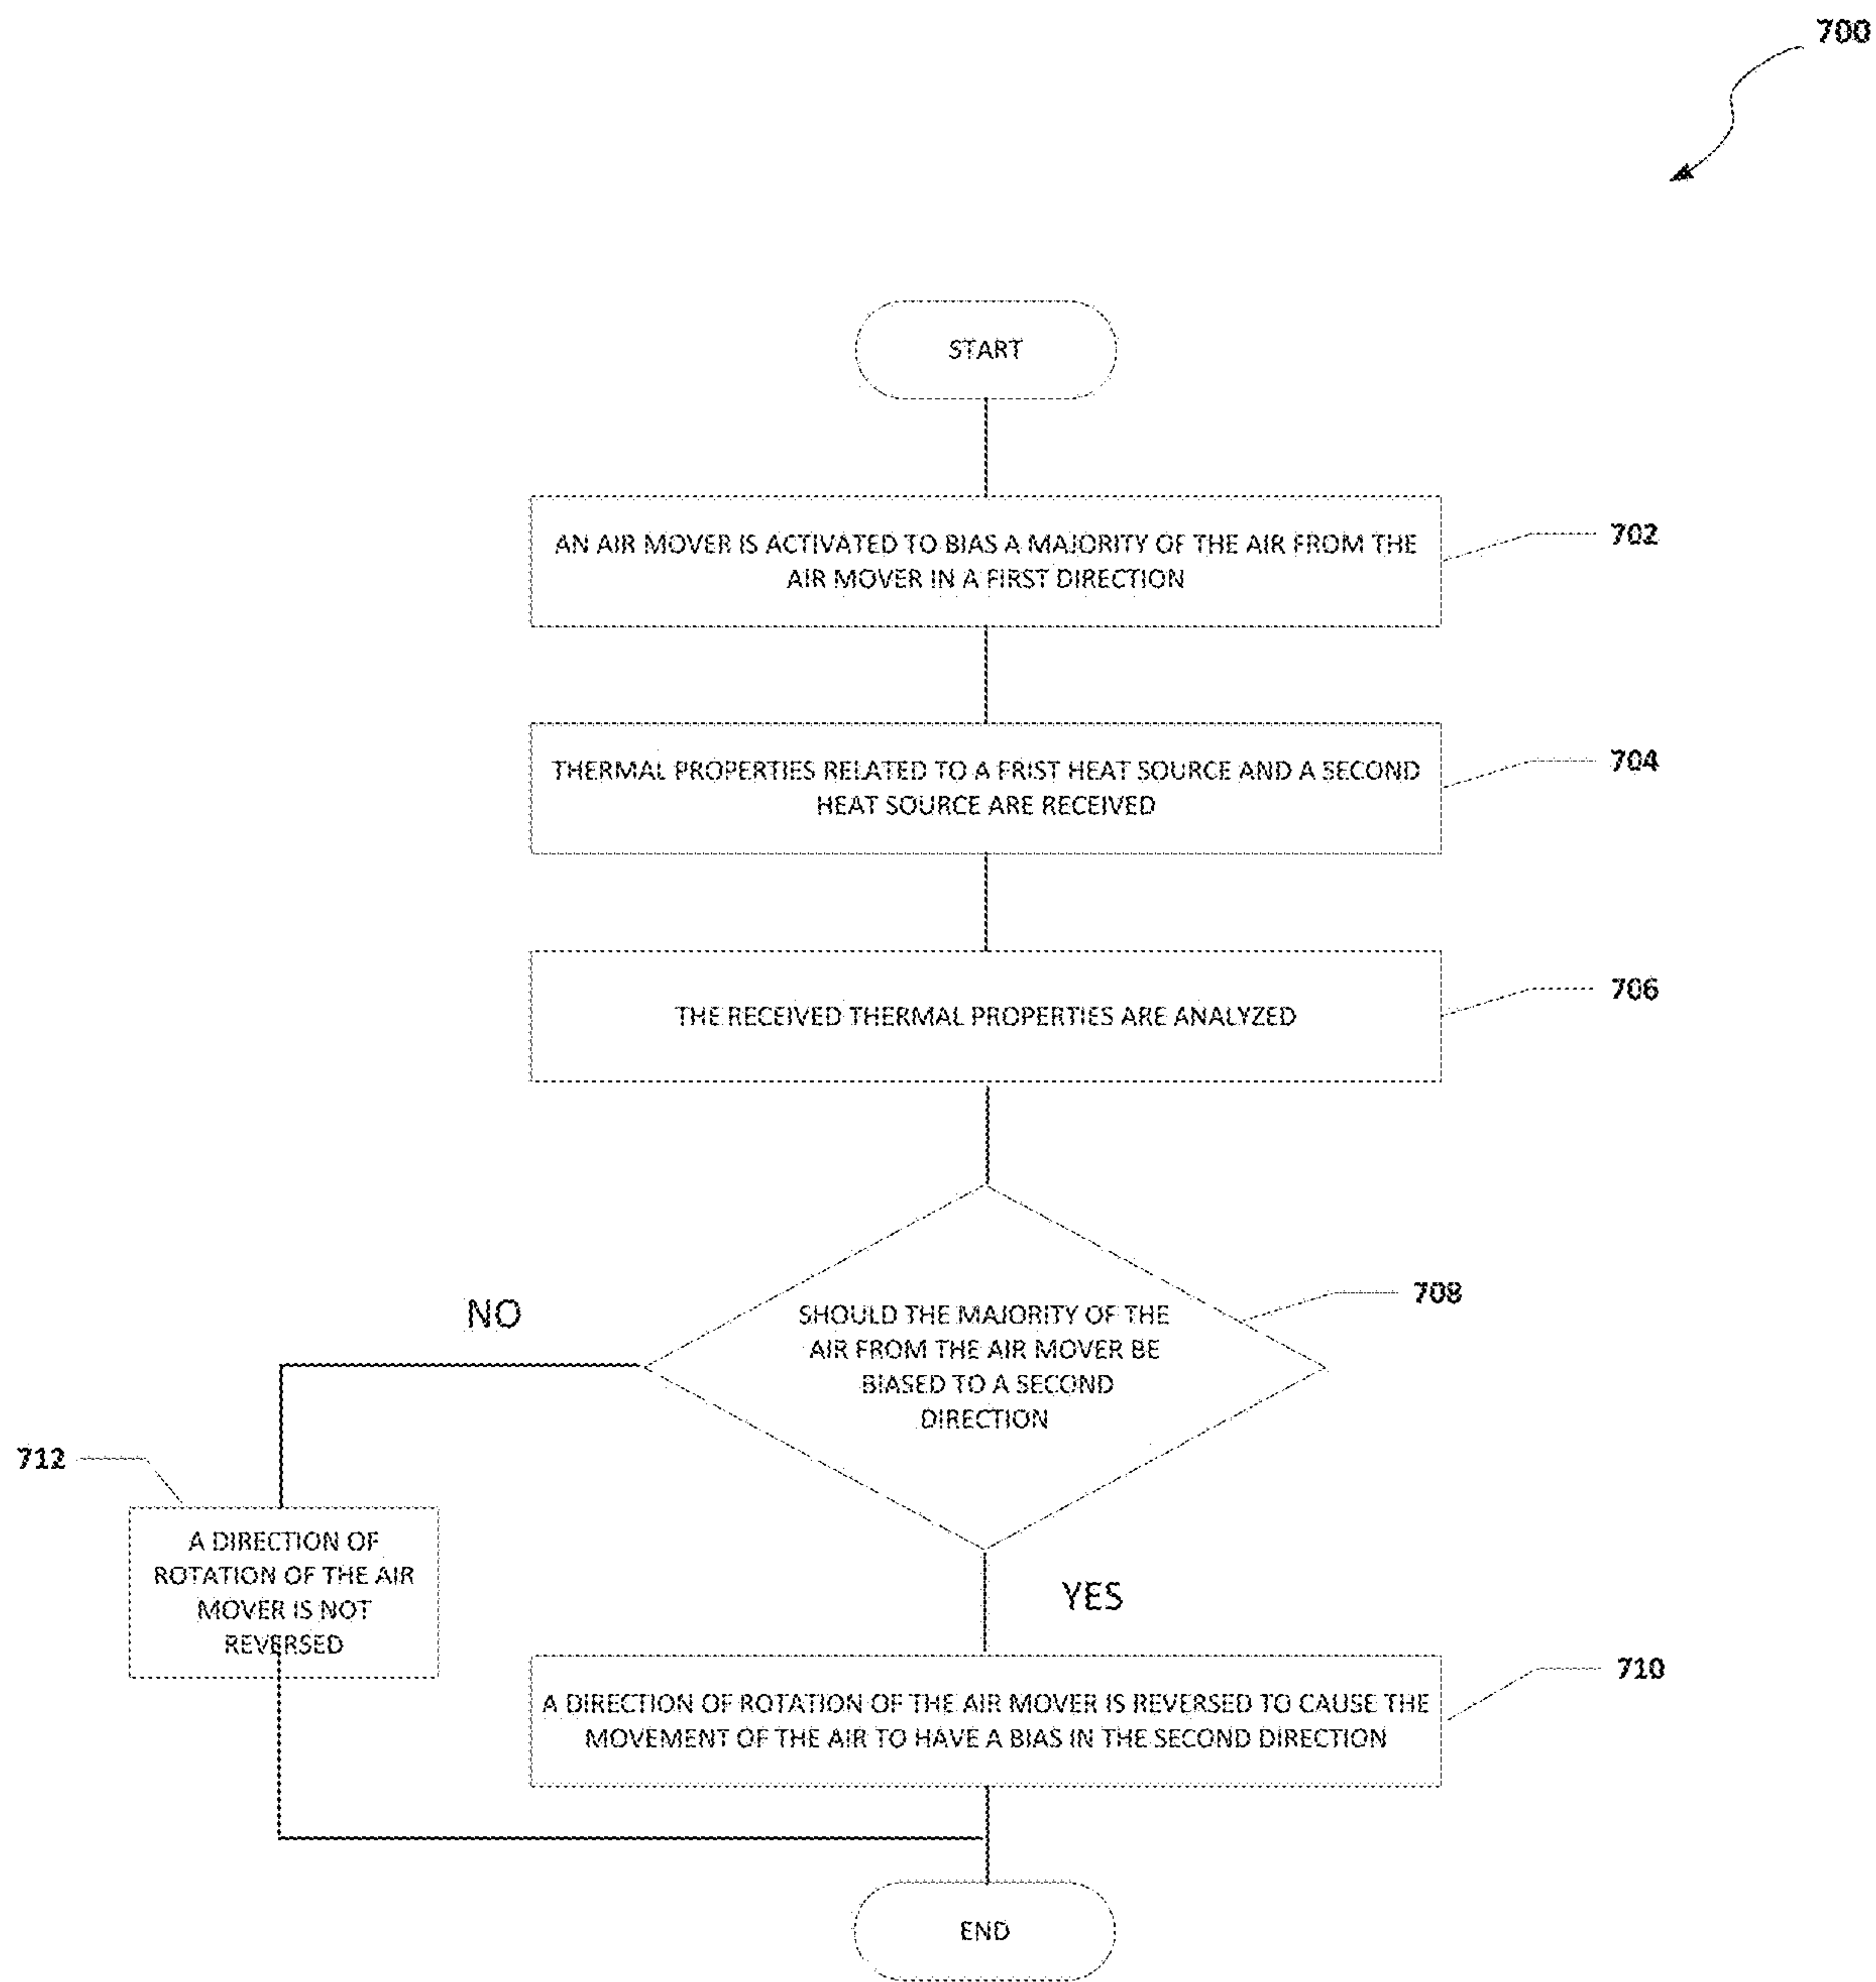 700
START
AN AIR MOVER IS ACTIVATED TO BIAS A MAJORITY OF THE AIR FROM THE
AIR MOVER IN A FIRST DIRECTION
702
THERMAL PROPERTIES RELATED TO A FRIST HEAT SOURCE AND A SECOND
HEAT SOURCE ARE RECEIVED
704
THE RECEIVED THERMAL PROPERTIES ARE ANALYZED
706
SHOULD THE MAJORITY OF THE
AIR FROM THE AIR MOVER BE
BIASED TO A SECOND
DIRECTION
708
NO
712
A DIRECTION OF
ROTATION OF THE AIR
MOVER IS NOT
REVERSED
YES
A DIRECTION OF ROTATION OF THE AIR MOVER IS REVERSED TO CAUSE THE
MOVEMENT OF THE AIR TO HAVE A BIAS IN THE SECOND DIRECTION
710
END